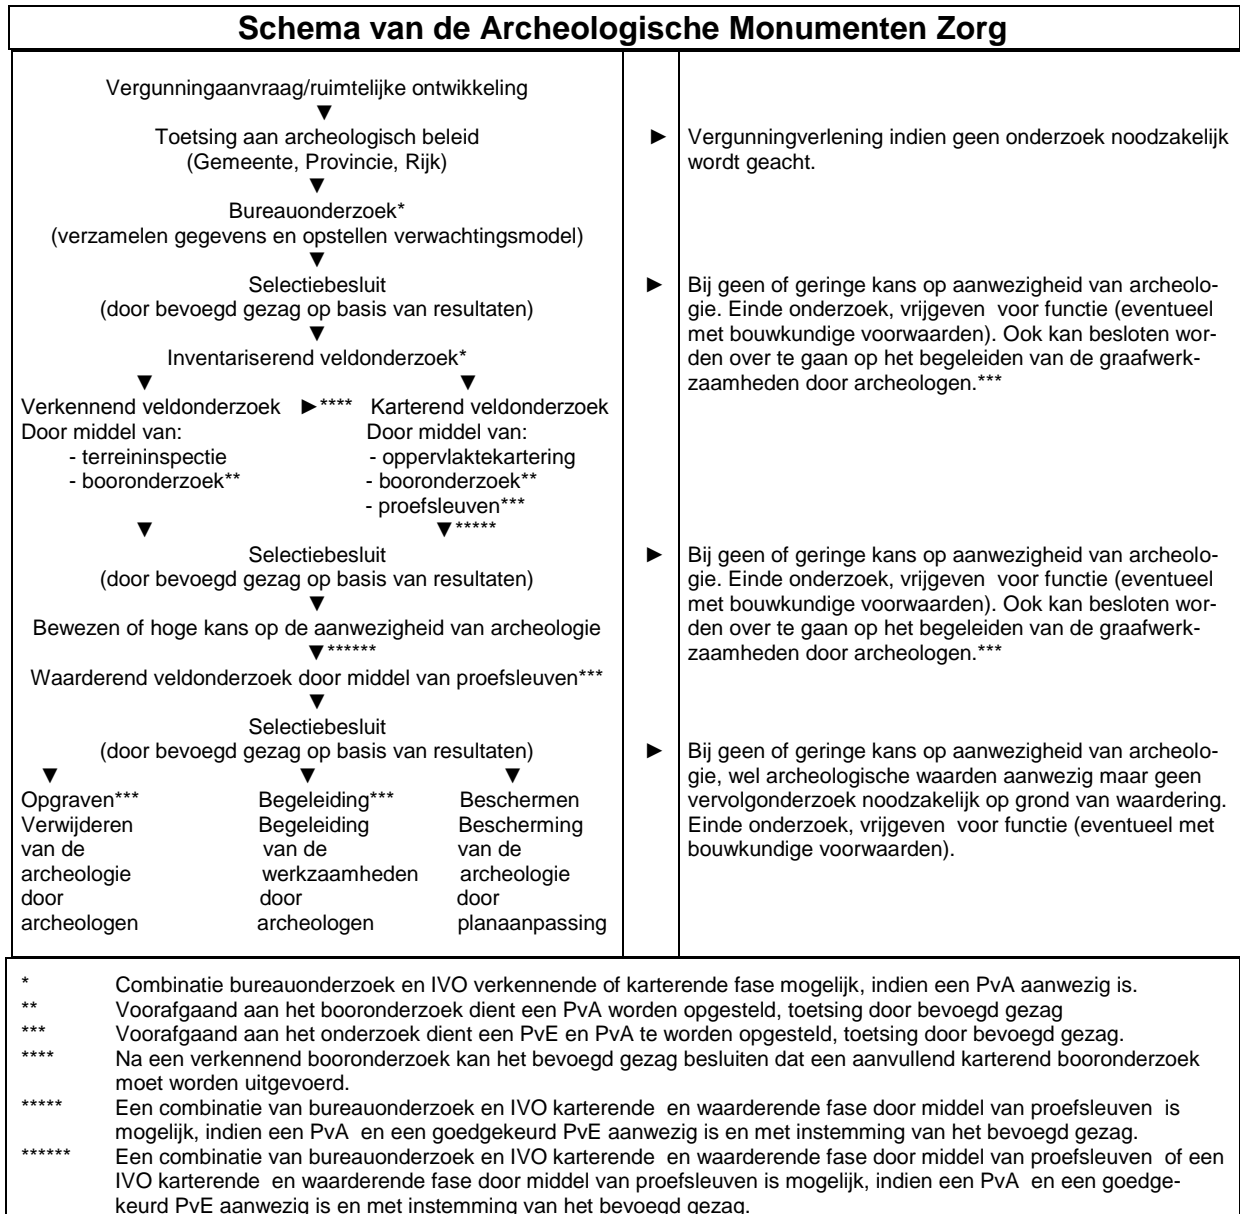 Schema van de Archeologische Monumenten Zorg
Vergunningaanvraag/ruimtelijke ontwikkeling
▼
Toetsing aan archeologisch beleid
(Gemeente, Provincie, Rijk)
► Vergunningverlening indien geen onderzoek noodzakelijk
wordt geacht.
▼
Bureauonderzoek*
(verzamelen gegevens en opstellen verwachtingsmodel)
▼
Selectiebesluit
(door bevoegd gezag op basis van resultaten)
► Bij geen of geringe kans op aanwezigheid van archeolo-
gie. Einde onderzoek, vrijgeven  voor functie (eventueel
met bouwkundige voorwaarden). Ook kan besloten wor-
den over te gaan op het begeleiden van de graafwerk-
zaamheden door archeologen.***
▼
Inventariserend veldonderzoek*
▼ ▼
Verkennend veldonderzoek ►**** Karterend veldonderzoek
Door middel van: Door middel van:
- terreininspectie - oppervlaktekartering
- booronderzoek** - booronderzoek**
- proefsleuven***
▼ ▼*****
Selectiebesluit
(door bevoegd gezag op basis van resultaten)
► Bij geen of geringe kans op aanwezigheid van archeolo-
gie. Einde onderzoek, vrijgeven  voor functie (eventueel
met bouwkundige voorwaarden). Ook kan besloten wor-
den over te gaan op het begeleiden van de graafwerk-
zaamheden door archeologen.***
▼
Bewezen of hoge kans op de aanwezigheid van archeologie
▼******
Waarderend veldonderzoek door middel van proefsleuven***
▼
Selectiebesluit
(door bevoegd gezag op basis van resultaten)
► Bij geen of geringe kans op aanwezigheid van archeolo-
gie, wel archeologische waarden aanwezig maar geen
vervolgonderzoek noodzakelijk op grond van waardering.
Einde onderzoek, vrijgeven  voor functie (eventueel met
bouwkundige voorwaarden).
▼ ▼ ▼
Opgraven*** Begeleiding*** Beschermen
Verwijderen Begeleiding Bescherming
van de van de van de
archeologie werkzaamheden archeologie
door door door
archeologen archeologen planaanpassing
* Combinatie bureauonderzoek en IVO verkennende of karterende fase mogelijk, indien een PvA aanwezig is.
** Voorafgaand aan het booronderzoek dient een PvA worden opgesteld, toetsing door bevoegd gezag
*** Voorafgaand aan het onderzoek dient een PvE en PvA te worden opgesteld, toetsing door bevoegd gezag.
**** Na een verkennend booronderzoek kan het bevoegd gezag besluiten dat een aanvullend karterend booronderzoek
moet worden uitgevoerd.
***** Een combinatie van bureauonderzoek en IVO karterende  en waarderende fase door middel van proefsleuven  is
mogelijk, indien een PvA  en een goedgekeurd PvE aanwezig is en met instemming van het bevoegd gezag.
****** Een combinatie van bureauonderzoek en IVO karterende  en waarderende fase door middel van proefsleuven  of een
IVO karterende  en waarderende fase door middel van proefsleuven is mogelijk, indien een PvA  en een goedge-
keurd PvE aanwezig is en met instemming van het bevoegd gezag.